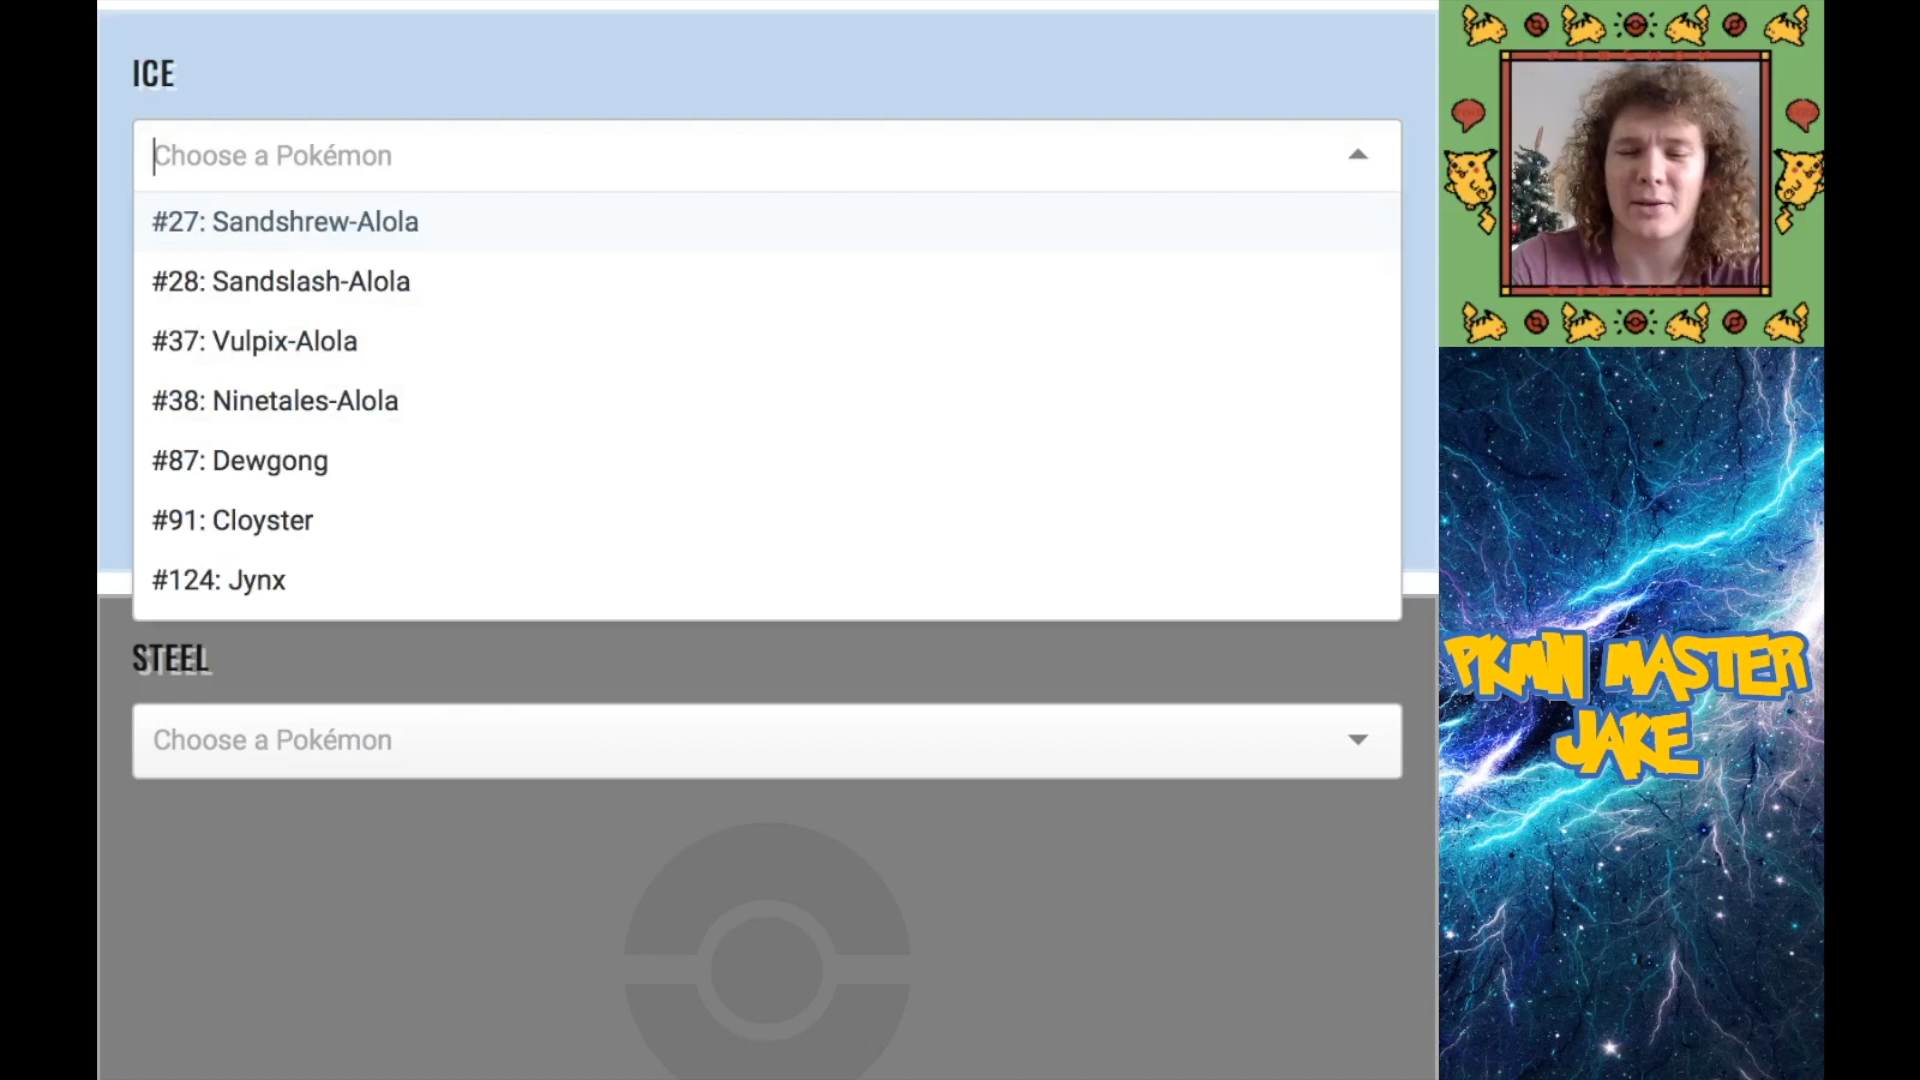 ICE
Choose a Pokémon
#27: Sandshrew-Alola
#28: Sandslash-Alola
#37: Vulpix-Alola
#38: Ninetales-Alola
#87: Dewgong
#91: Cloyster
#124: Jynx
STEEL
Choose a Pokémon
PKMN MASTER
JAKE